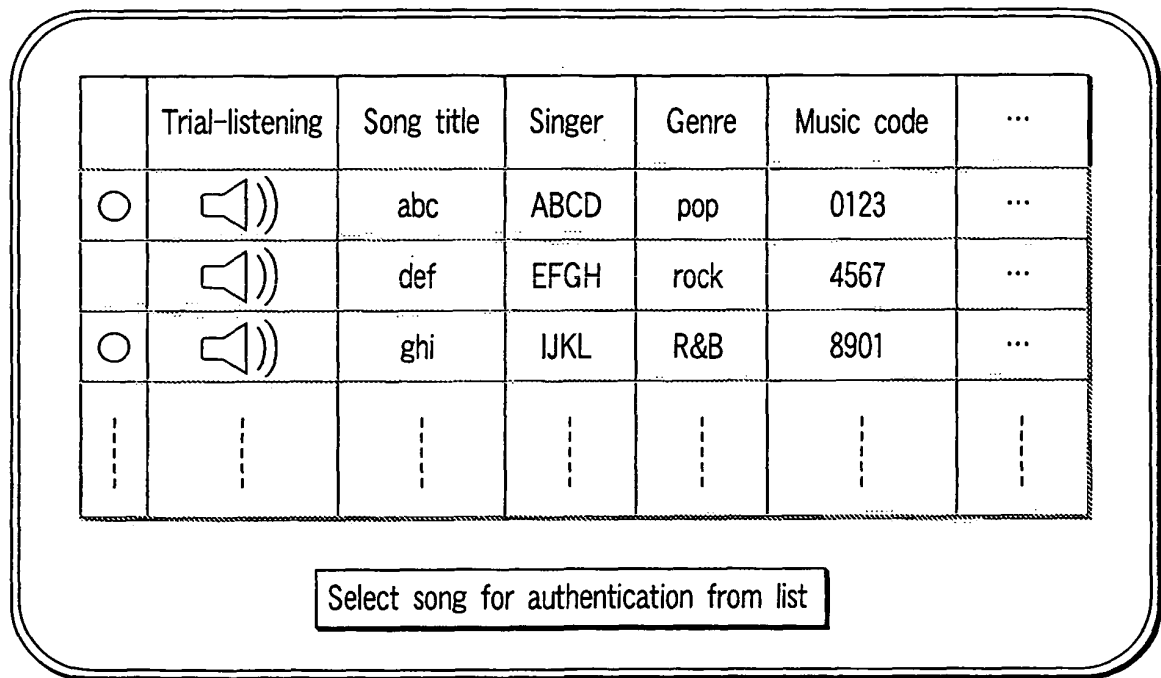 Trial-listening Song title Singer Genre Music code ...
abc ABCD pop 0123 ...
def EFGH rock 4567 ...
ghi IJKL R&B 8901 ...
Select song for authentication from list